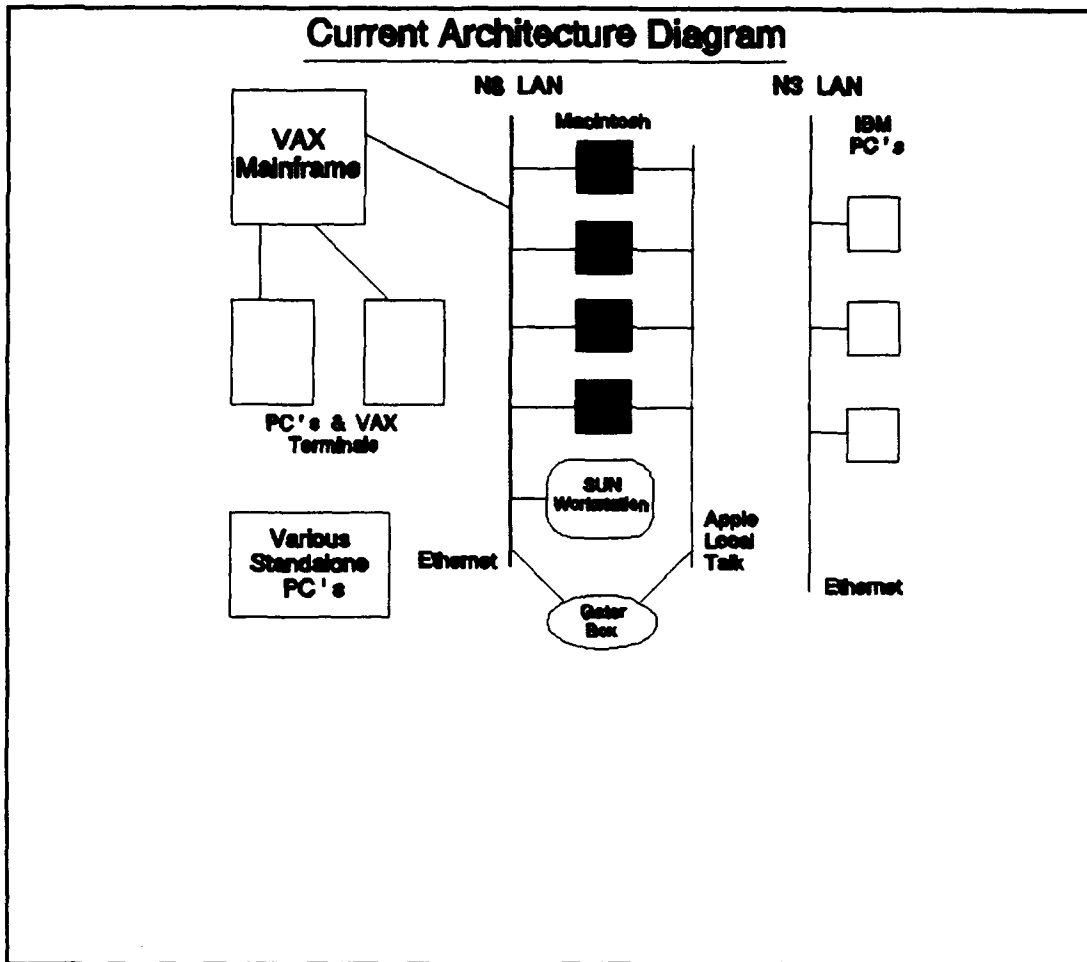 Current Architecture Diagram
N8 LAN
N3 LAN
VAX
Mainframe
Macintosh
IBM
PC's
PC's & VAX
Terminals
SUN
Workstation
Various
Standalone
PC's
Ethernet
Apple
Local
Talk
Ethernet
Gator
Box